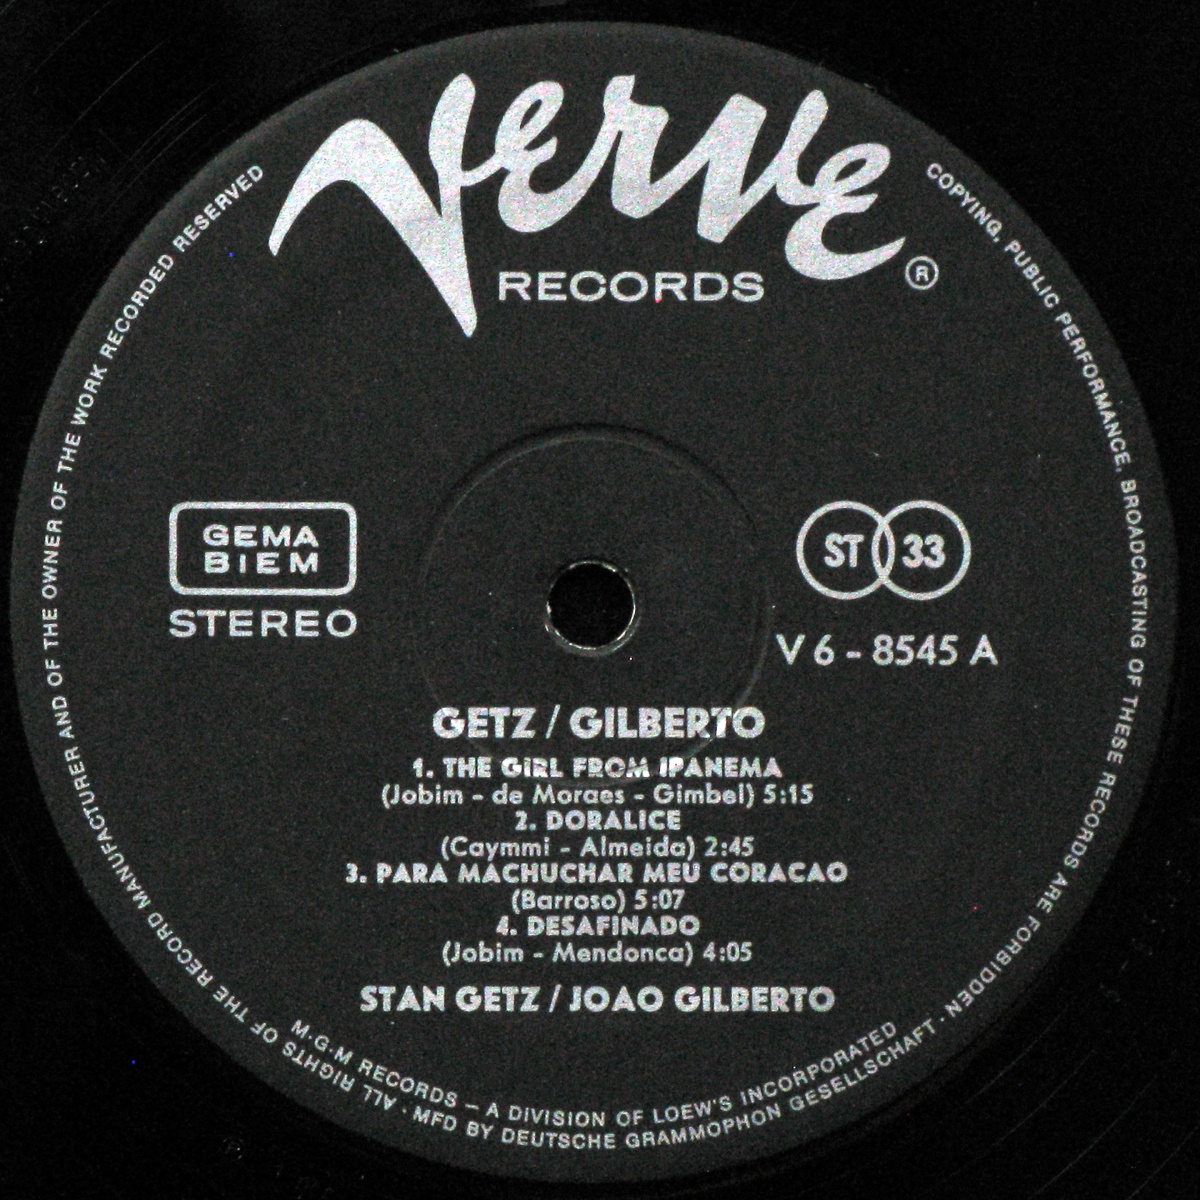 Verve
RECORDS
®
GEMA
BIEM
STEREO
ST 33
V 6 - 8545 A
GETZ / GILBERTO
1. THE GIRL FROM IPANEMA
(Jobim - de Moraes - Gimbel) 5:15
2. DORALICE
(Caymmi - Almeida) 2:45
3. PARA MACHUCHAR MEU CORACAO
(Barroso) 5:07
4. DESAFINADO
(Jobim - Mendonca) 4:05
STAN GETZ / JOAO GILBERTO
M·G·M RECORDS – A DIVISION OF LOEW'S INCORPORATED
ALL RIGHTS OF THE RECORD MANUFACTURER AND OF THE OWNER OF THE WORK RECORDED RESERVED
COPYING, PUBLIC PERFORMANCE, BROADCASTING OF THESE RECORDS ARE FORBIDDEN
· MFD BY DEUTSCHE GRAMMOPHON GESELLSCHAFT ·